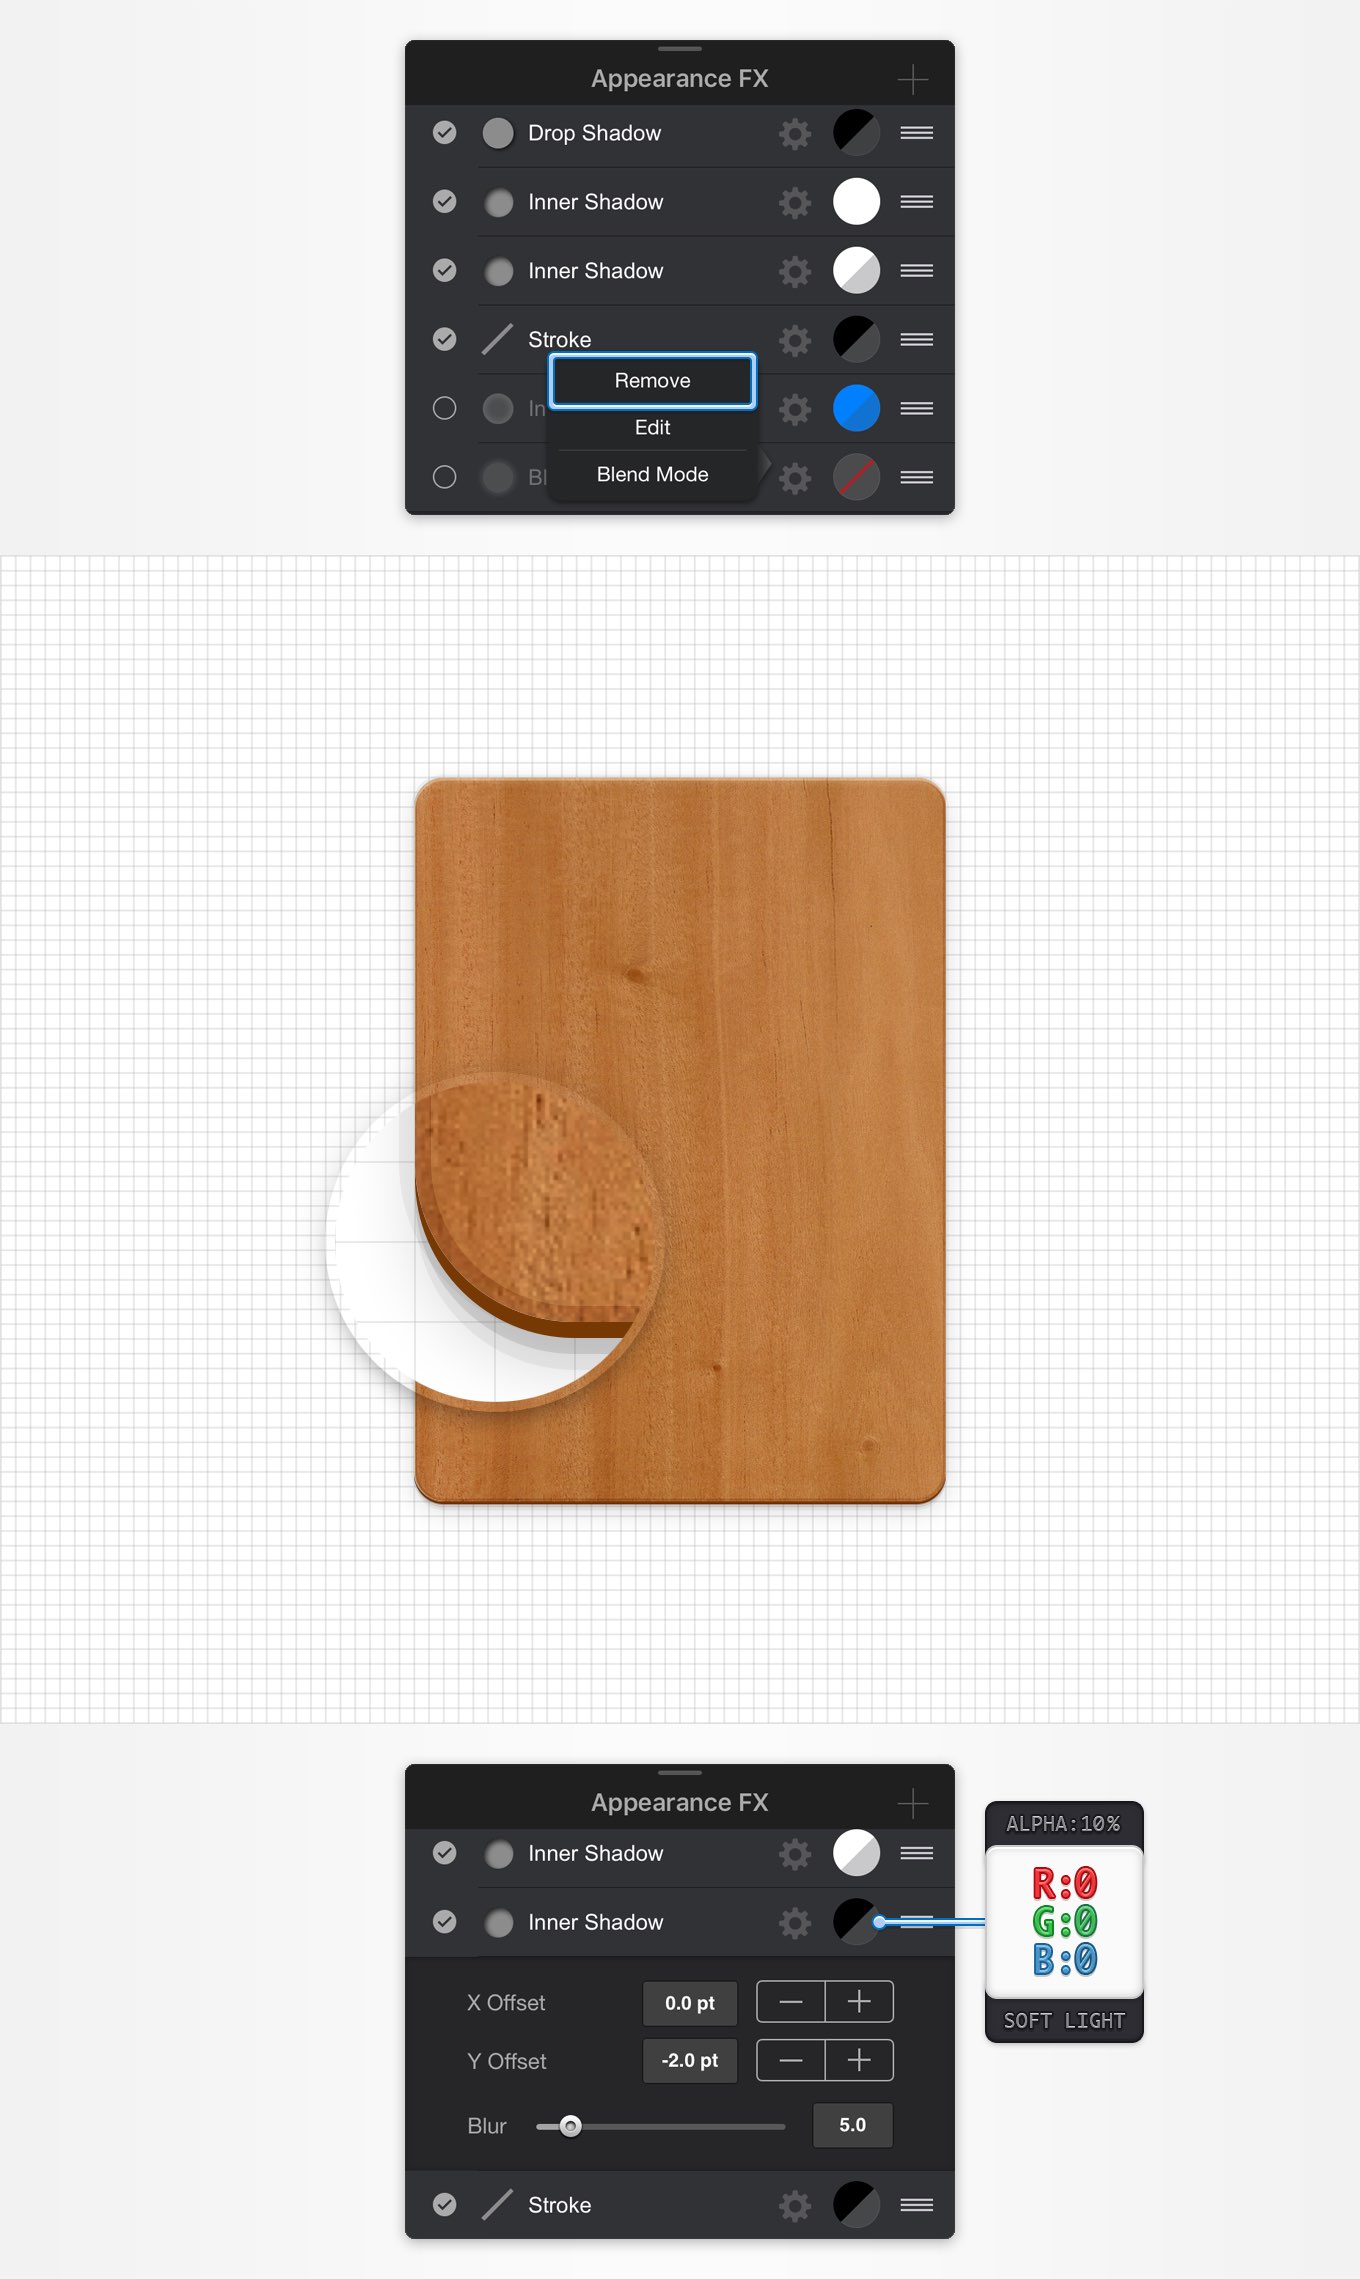 Appearance FX
Drop Shadow
Inner Shadow
Inner Shadow
Stroke
Remove
In
Edit
Bl
Blend Mode
Appearance FX
Inner Shadow
Inner Shadow
X Offset 0.0 pt
Y Offset -2.0 pt
Blur 5.0
Stroke
ALPHA:10%
R:0
G:0
B:0
SOFT LIGHT